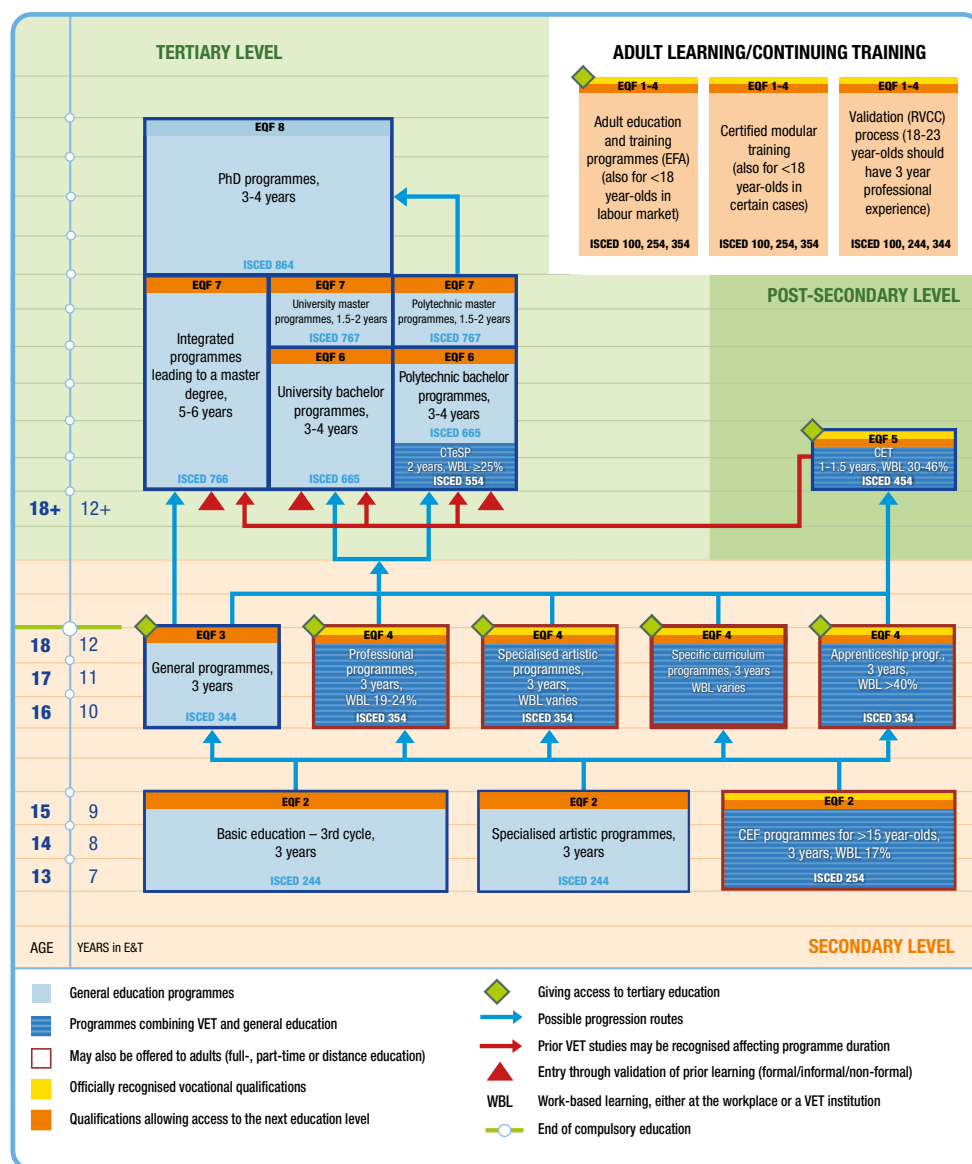 TERTIARY LEVEL
ADULT LEARNING/CONTINUING TRAINING
EQF 1-4
Adult education
and training
programmes (EFA)
(also for <18
year-olds in
labour market)
ISCED 100, 254, 354
EQF 1-4
Certified modular
training
(also for <18
year-olds in
certain cases)
ISCED 100, 254, 354
EQF 1-4
Validation (RVCC)
process (18-23
year-olds should
have 3 year
professional
experience)
ISCED 100, 244, 344
EQF 8
PhD programmes,
3-4 years
ISCED 864
POST-SECONDARY LEVEL
EQF 7
Integrated
programmes
leading to a master
degree,
5-6 years
ISCED 766
EQF 7
University master
programmes, 1.5-2 years
ISCED 767
EQF 6
University bachelor
programmes,
3-4 years
ISCED 665
EQF 7
Polytechnic master
programmes, 1.5-2 years
ISCED 767
EQF 6
Polytechnic bachelor
programmes,
3-4 years
ISCED 665
CTeSP
2 years, WBL ≥25%
ISCED 554
EQF 5
CET
1-1.5 years, WBL 30-46%
ISCED 454
18+ 12+
18 12
17 11
16 10
EQF 3
General programmes,
3 years
ISCED 344
EQF 4
Professional
programmes,
3 years,
WBL 19-24%
ISCED 354
EQF 4
Specialised artistic
programmes,
3 years,
WBL varies
ISCED 354
EQF 4
Specific curriculum
programmes, 3 years
WBL varies
EQF 4
Apprenticeship progr.,
3 years,
WBL >40%
ISCED 354
15 9
14 8
13 7
EQF 2
Basic education – 3rd cycle,
3 years
ISCED 244
EQF 2
Specialised artistic programmes,
3 years
ISCED 244
EQF 2
CEF programmes for >15 year-olds,
3 years, WBL 17%
ISCED 254
AGE YEARS in E&T
SECONDARY LEVEL
General education programmes
Programmes combining VET and general education
May also be offered to adults (full-, part-time or distance education)
Officially recognised vocational qualifications
Qualifications allowing access to the next education level
Giving access to tertiary education
Possible progression routes
Prior VET studies may be recognised affecting programme duration
Entry through validation of prior learning (formal/informal/non-formal)
WBL Work-based learning, either at the workplace or a VET institution
End of compulsory education